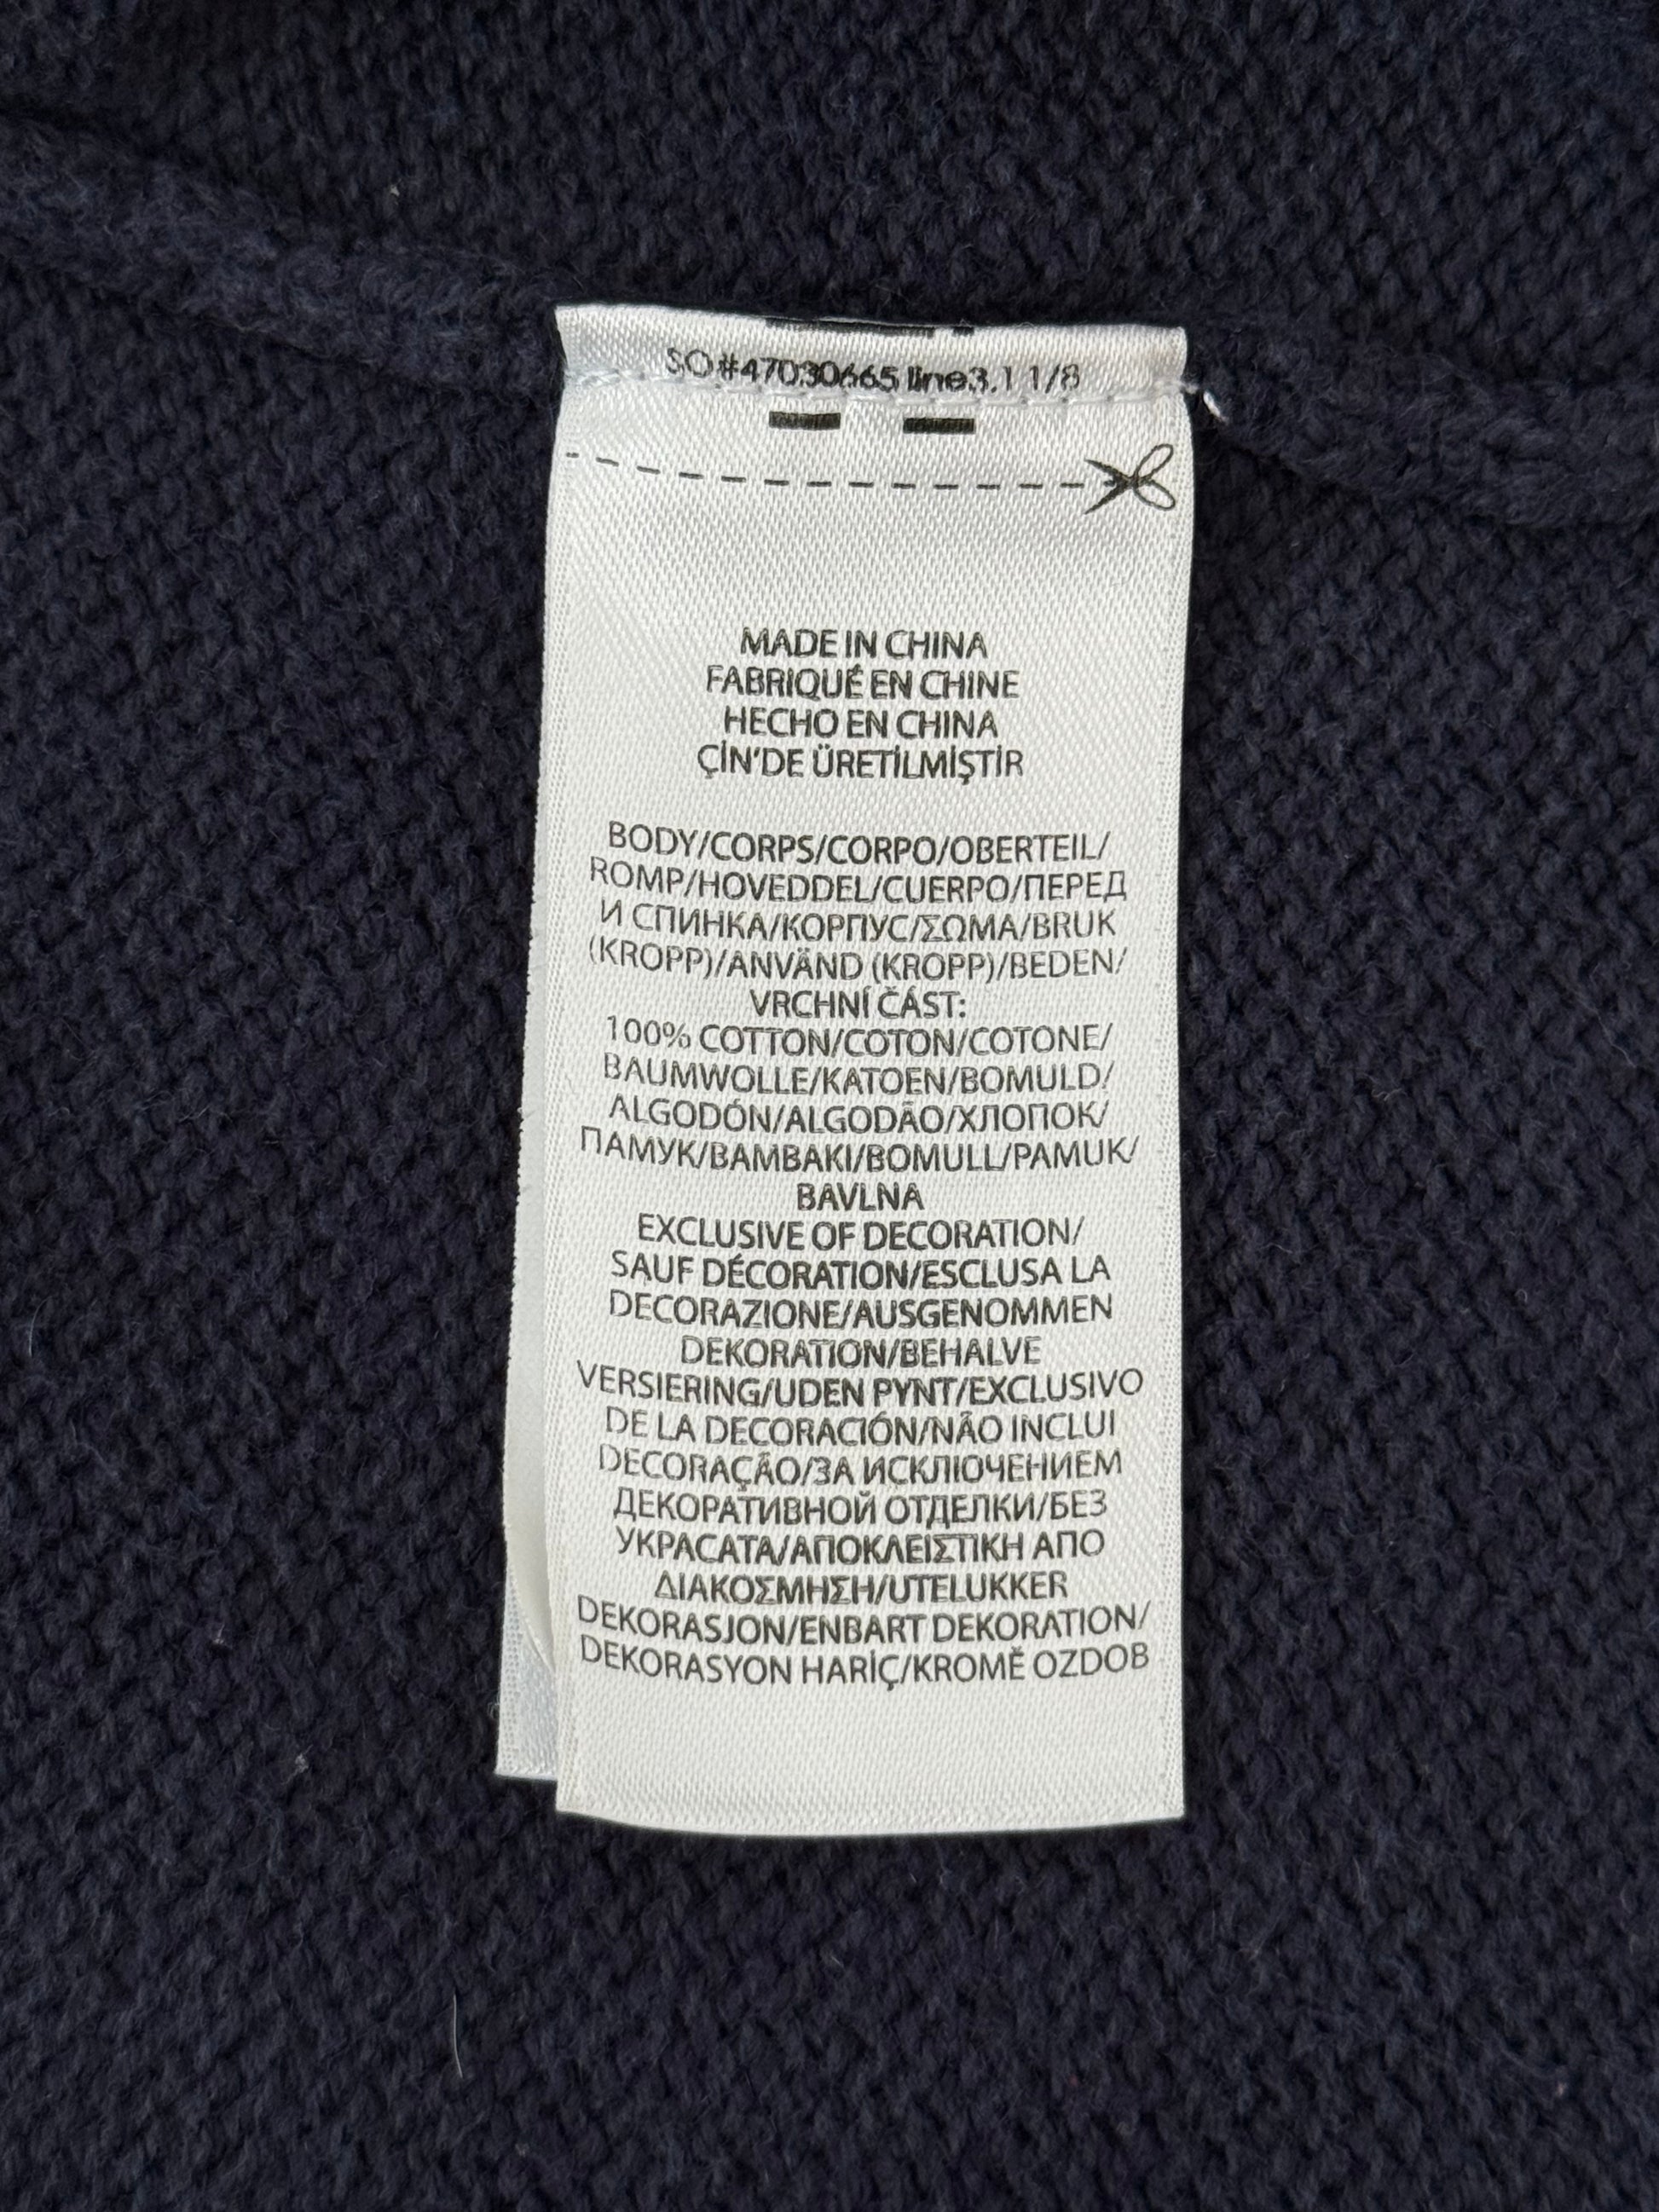 SO#47030665 line3.1 1/8
MADE IN CHINA
FABRIQUÉ EN CHINE
HECHO EN CHINA
ÇİN'DE ÜRETİLMİŞTİR
BODY/CORPS/CORPO/OBERTEIL/
ROMP/HOVEDDEL/CUERPO/ПЕРЕД
И СПИНКА/КОРПУС/ΣΩΜΑ/BRUK
(KROPP)/ANVÄND (KROPP)/BEDEN/
VRCHNÍ ČÁST:
100% COTTON/COTON/COTONE/
BAUMWOLLE/KATOEN/BOMULD/
ALGODÓN/ALGODÃO/ХЛОПОК/
ПАМУК/BAMBAKI/BOMULL/PAMUK/
BAVLNA
EXCLUSIVE OF DECORATION/
SAUF DÉCORATION/ESCLUSA LA
DECORAZIONE/AUSGENOMMEN
DEKORATION/BEHALVE
VERSIERING/UDEN PYNT/EXCLUSIVO
DE LA DECORACIÓN/NÃO INCLUI
DECORAÇÃO/ЗА ИСКЛЮЧЕНИЕМ
ДЕКОРАТИВНОЙ ОТДЕЛКИ/БЕЗ
УКРАСАТА/ΑΠΟΚΛΕΙΣΤΙΚΗ ΑΠΟ
ΔΙΑΚΟΣΜΗΣΗ/UTELUKKER
DEKORASJON/ENBART DEKORATION/
DEKORASYON HARİÇ/KROMĚ OZDOB